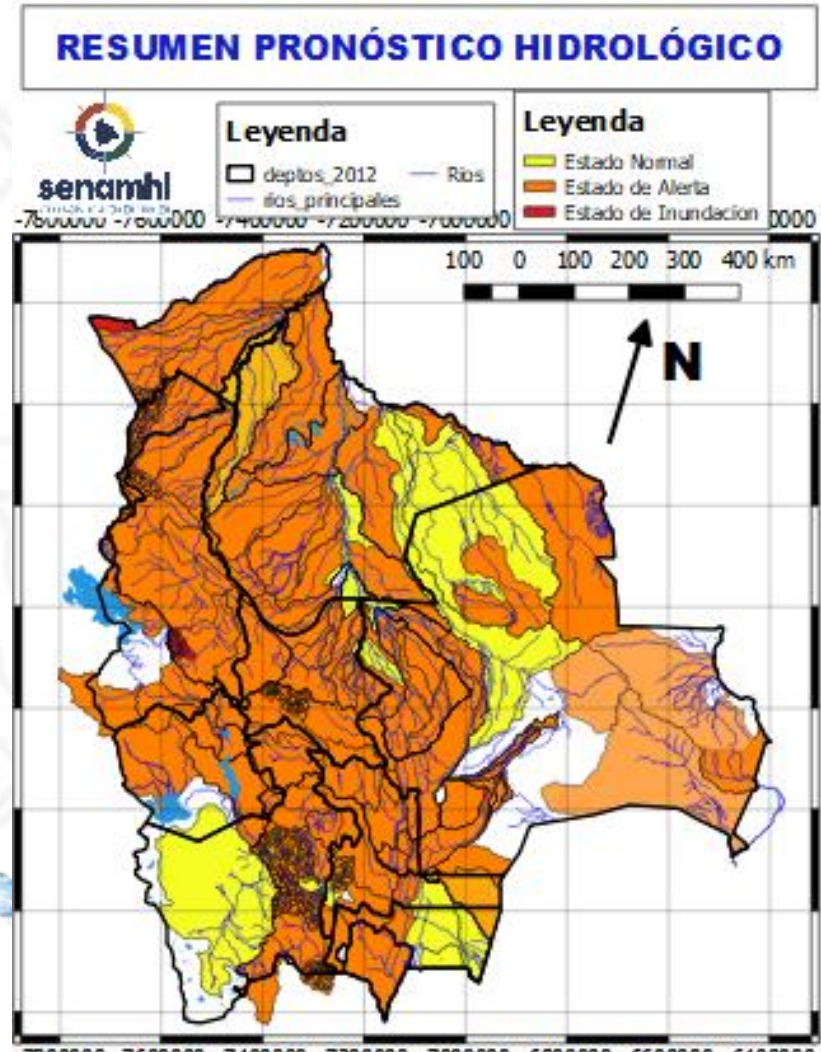 RESUMEN PRONÓSTICO HIDROLÓGICO
senamhi
Leyenda
deptos_2012
Rios
rios_principales
Leyenda
Estado Normal
Estado de Alerta
Estado de Inundacion
-7600000 -7400000 -7200000 -7000000
100 0 100 200 300 400 km
N